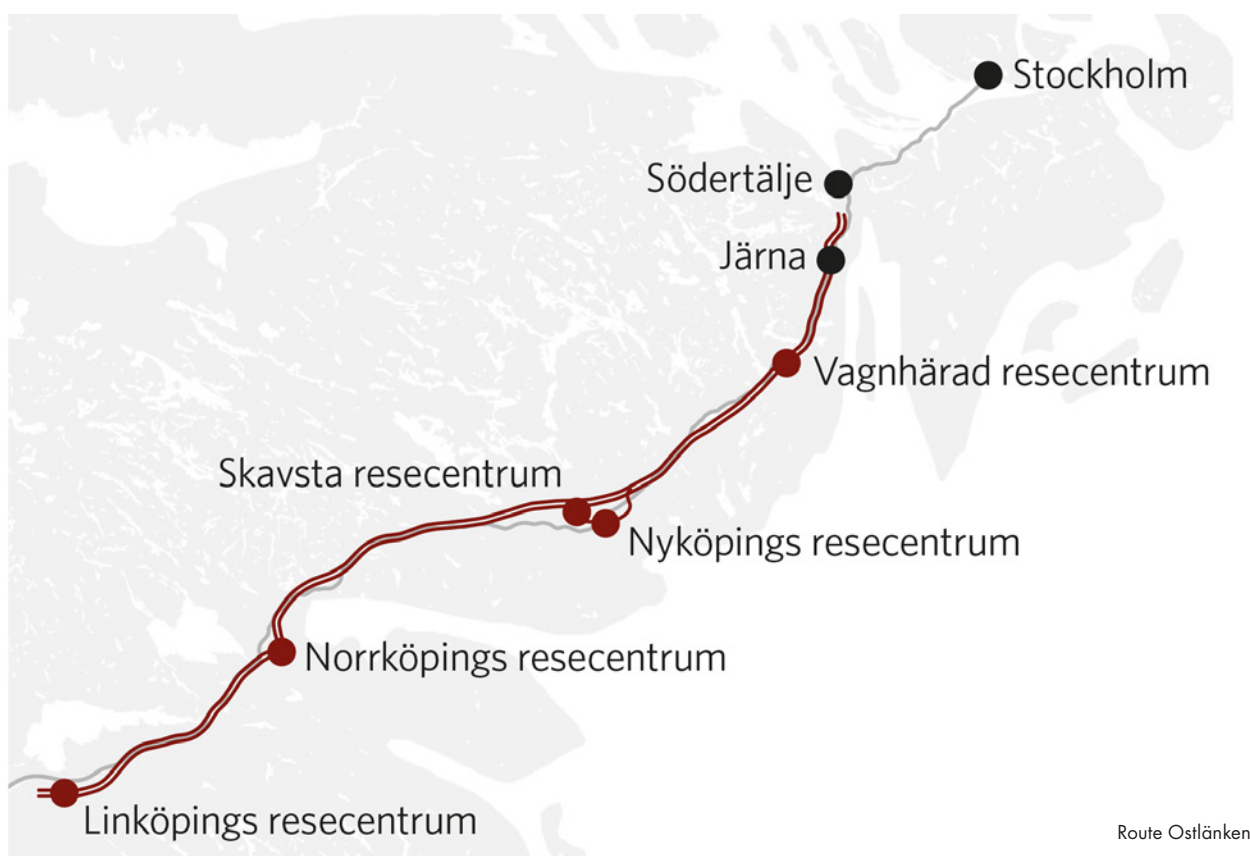 Stockholm
Södertälje
Järna
Vagnhärad resecentrum
Skavsta resecentrum
Nyköpings resecentrum
Norrköpings resecentrum
Linköpings resecentrum
Route Ostlänken